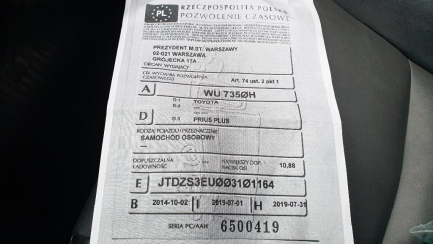 PL
RZECZPOSPOLITA POLSKA
POZWOLENIE CZASOWE
PREZYDENT M.ST. WARSZAWY
02-021 WARSZAWA
GRÓJECKA 17A
ORGAN WYDAJĄCY
CEL WYDANIA POZWOLENIA CZASOWEGO
Art. 74 ust. 2 pkt 1
A WU 735ØH
D.1 TOYOTA
D.2 ---
D D.3 PRIUS PLUS
RODZAJ POJAZDU I PRZEZNACZENIE
SAMOCHÓD OSOBOWY
---
DOPUSZCZALNA ŁADOWNOŚĆ
NAJWIĘKSZY DOP. NACISK OSI
10,88
E JTDZS3EUØØ31Ø1164
B 2014-10-02 I 2019-07-01 H 2019-07-31
SERIA PC/AAH 6500419